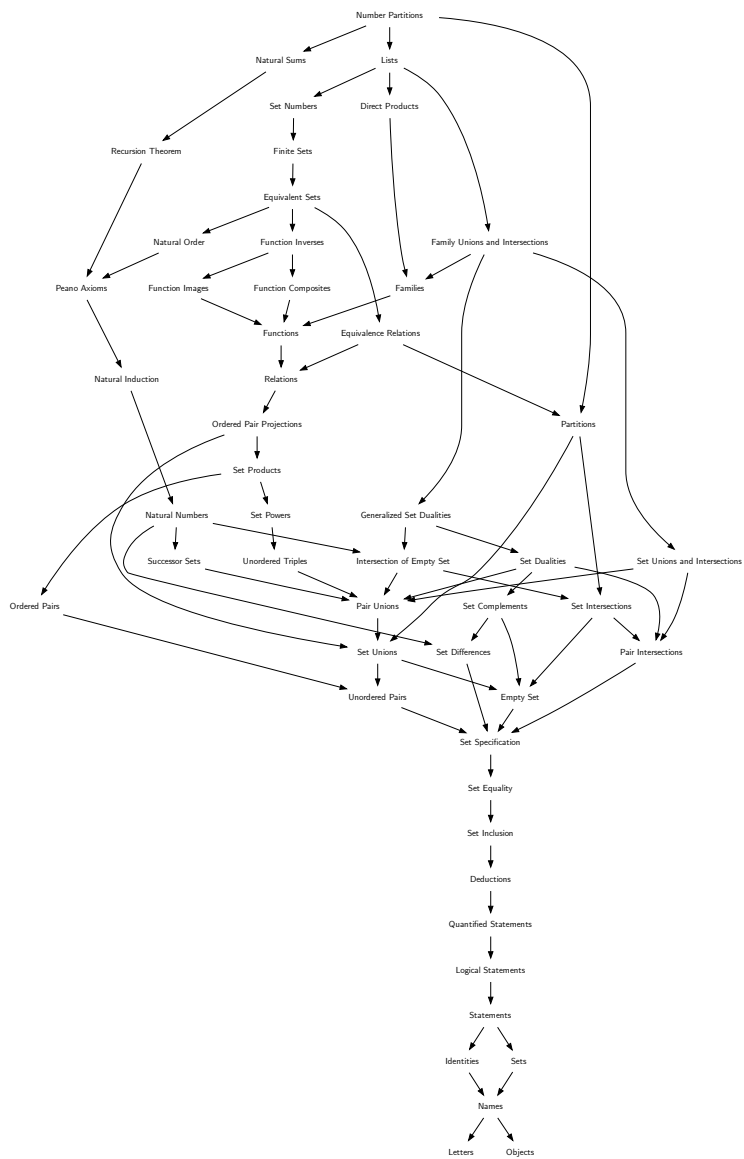 Number Partitions
Natural Sums
Lists
Set Numbers
Direct Products
Recursion Theorem
Finite Sets
Equivalent Sets
Natural Order
Function Inverses
Family Unions and Intersections
Peano Axioms
Function Images
Function Composites
Families
Functions
Equivalence Relations
Natural Induction
Relations
Ordered Pair Projections
Partitions
Set Products
Natural Numbers
Set Powers
Generalized Set Dualities
Successor Sets
Unordered Triples
Intersection of Empty Set
Set Dualities
Set Unions and Intersections
Ordered Pairs
Pair Unions
Set Complements
Set Intersections
Set Unions
Set Differences
Pair Intersections
Unordered Pairs
Empty Set
Set Specification
Set Equality
Set Inclusion
Deductions
Quantified Statements
Logical Statements
Statements
Identities
Sets
Names
Letters
Objects